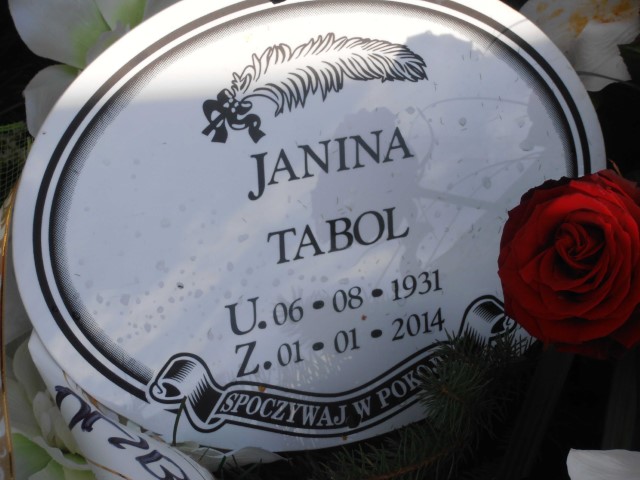 JANINA
TABOL
U. 06 • 08 • 1931
Z. 01 • 01 • 2014
SPOCZYWAJ W